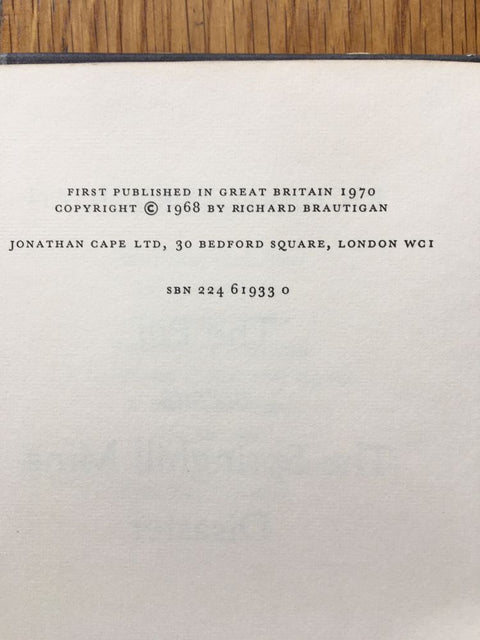 FIRST PUBLISHED IN GREAT BRITAIN 1970
COPYRIGHT © 1968 BY RICHARD BRAUTIGAN
JONATHAN CAPE LTD, 30 BEDFORD SQUARE, LONDON WC1
SBN 224 61933 0